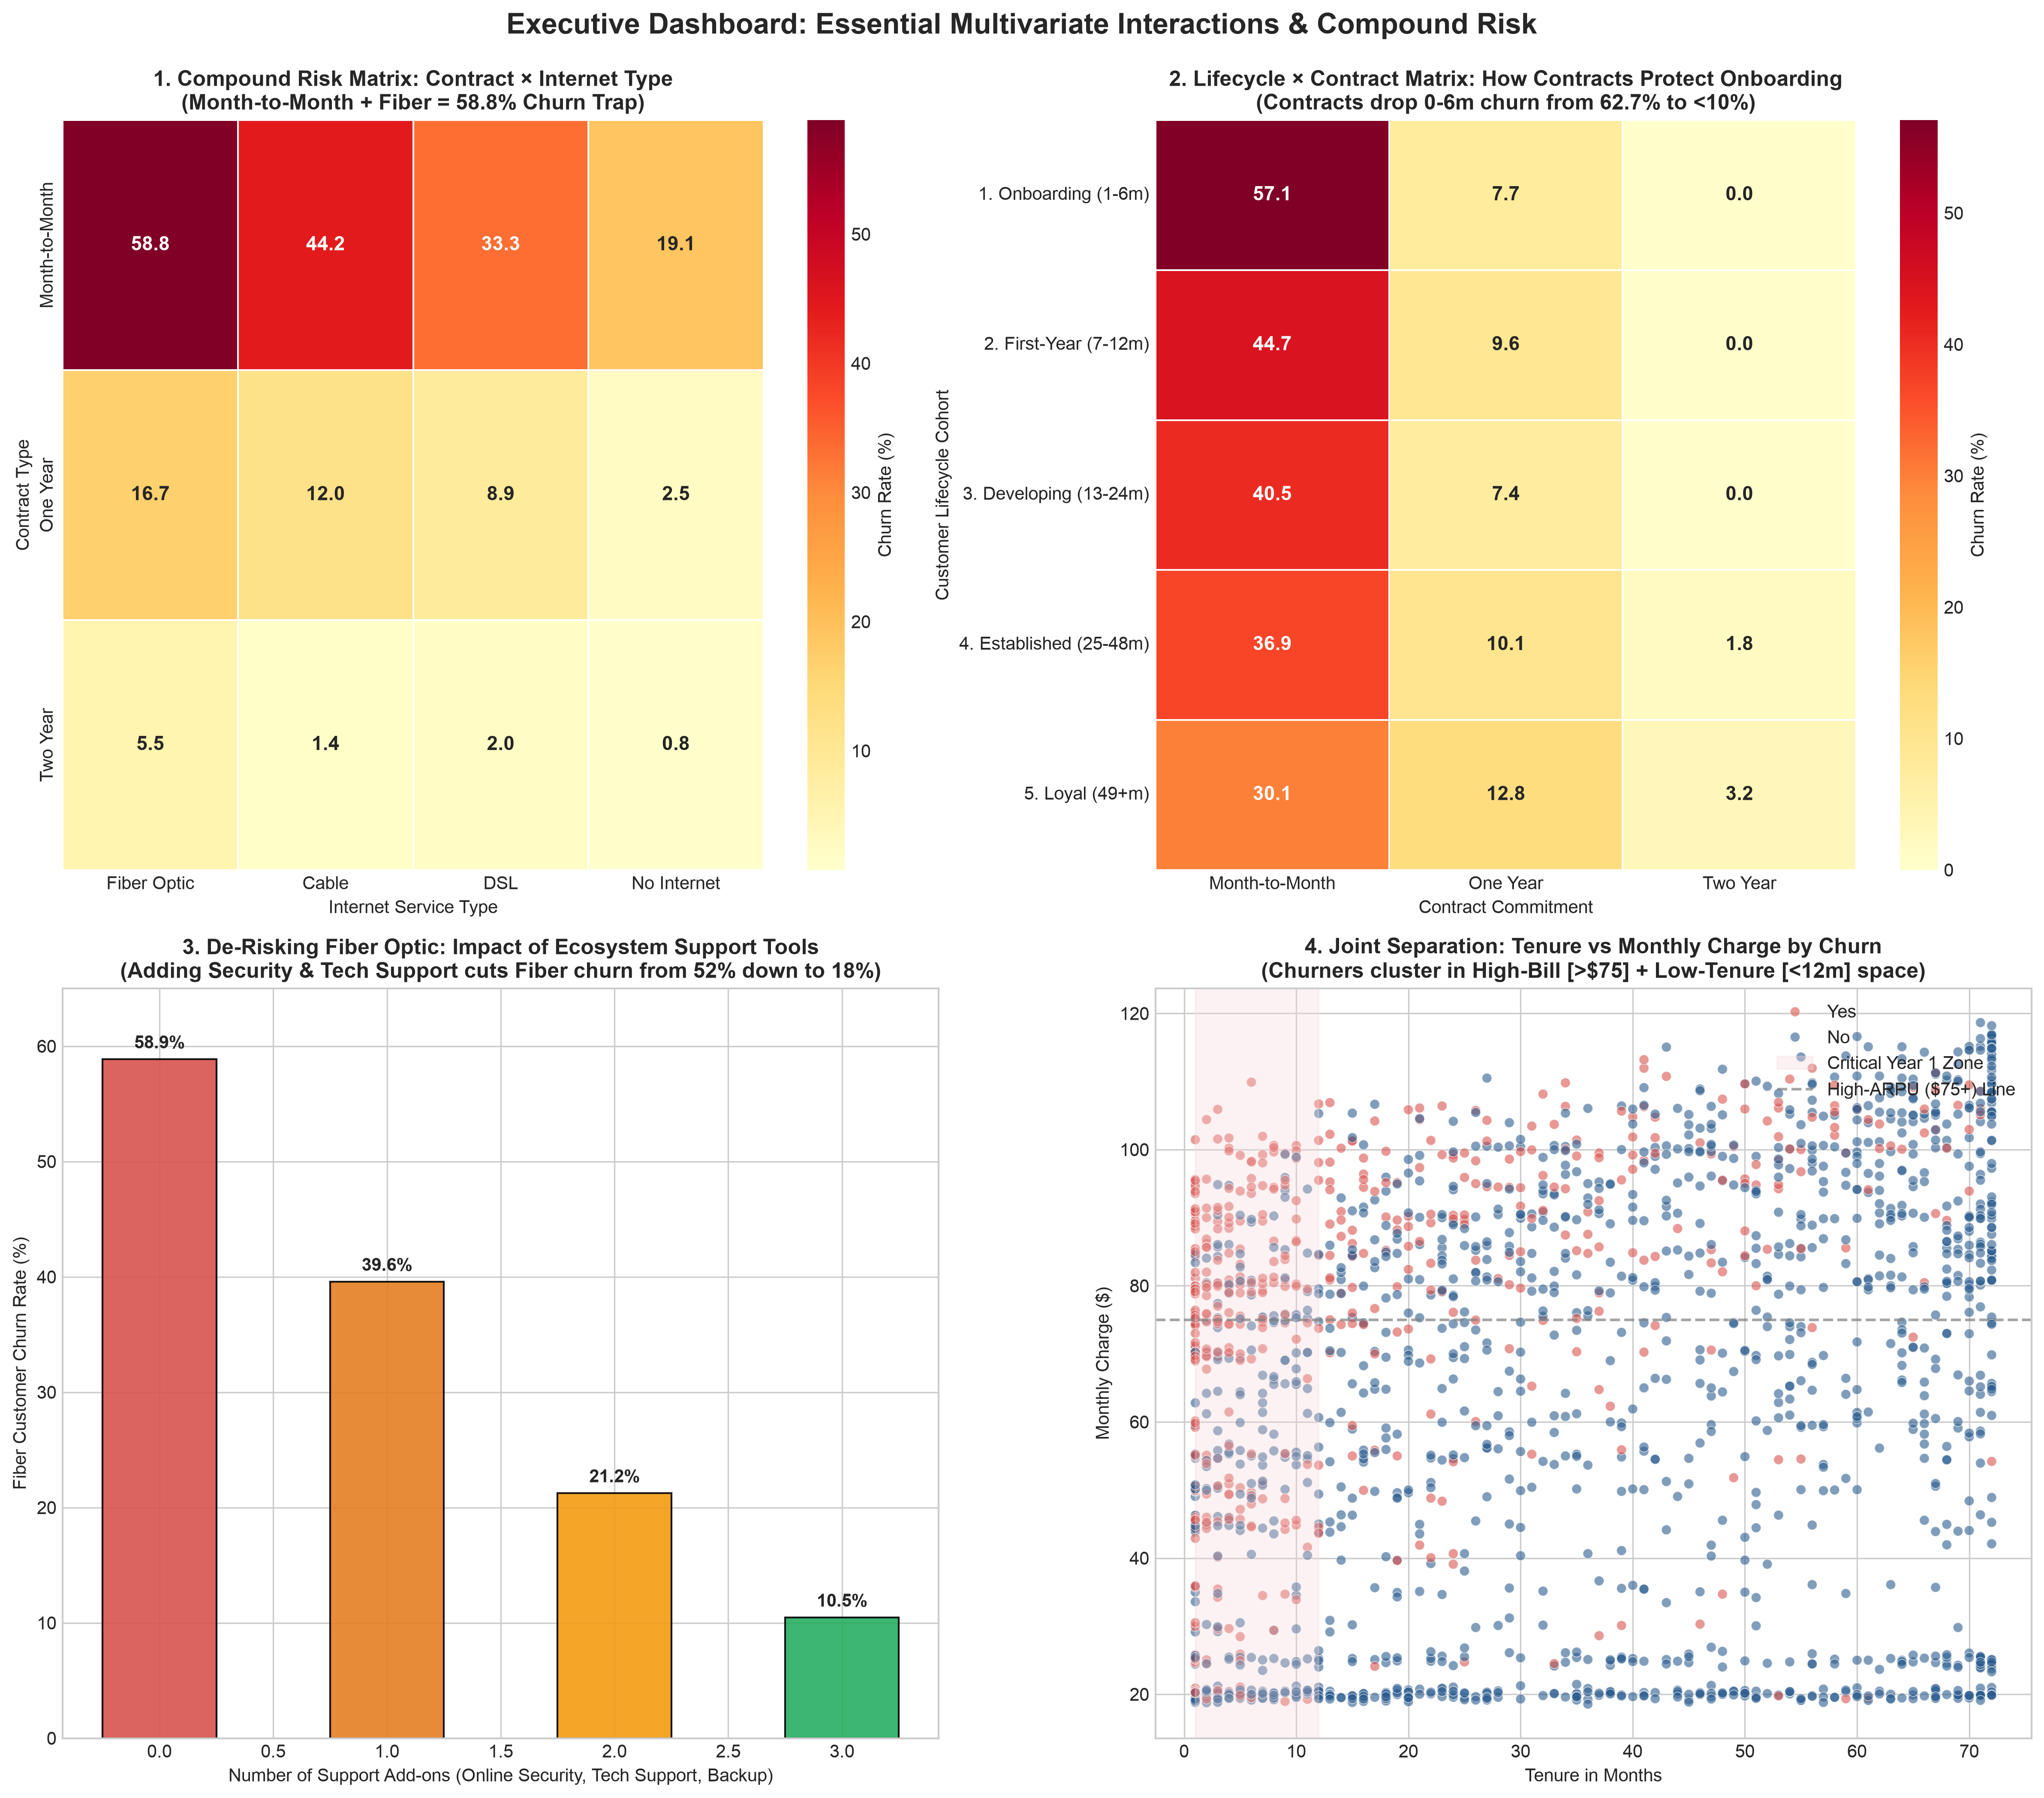 Executive Dashboard: Essential Multivariate Interactions & Compound Risk
1. Compound Risk Matrix: Contract × Internet Type
(Month-to-Month + Fiber = 58.8% Churn Trap)
Contract Type
Month-to-Month
One Year
Two Year
58.8 44.2 33.3 19.1
16.7 12.0 8.9 2.5
5.5 1.4 2.0 0.8
Fiber Optic Cable DSL No Internet
Internet Service Type
50
40
30
20
10
Churn Rate (%)
2. Lifecycle × Contract Matrix: How Contracts Protect Onboarding
(Contracts drop 0-6m churn from 62.7% to <10%)
Customer Lifecycle Cohort
1. Onboarding (1-6m) 57.1 7.7 0.0
2. First-Year (7-12m) 44.7 9.6 0.0
3. Developing (13-24m) 40.5 7.4 0.0
4. Established (25-48m) 36.9 10.1 1.8
5. Loyal (49+m) 30.1 12.8 3.2
Month-to-Month One Year Two Year
Contract Commitment
50
40
30
20
10
0
Churn Rate (%)
3. De-Risking Fiber Optic: Impact of Ecosystem Support Tools
(Adding Security & Tech Support cuts Fiber churn from 52% down to 18%)
Fiber Customer Churn Rate (%)
60
50
40
30
20
10
0
58.9%
39.6%
21.2%
10.5%
0.0 0.5 1.0 1.5 2.0 2.5 3.0
Number of Support Add-ons (Online Security, Tech Support, Backup)
4. Joint Separation: Tenure vs Monthly Charge by Churn
(Churners cluster in High-Bill [>$75] + Low-Tenure [<12m] space)
Monthly Charge ($)
120
100
80
60
40
20
Yes
No
Critical Year 1 Zone
High-ARPU ($75+) Line
0 10 20 30 40 50 60 70
Tenure in Months